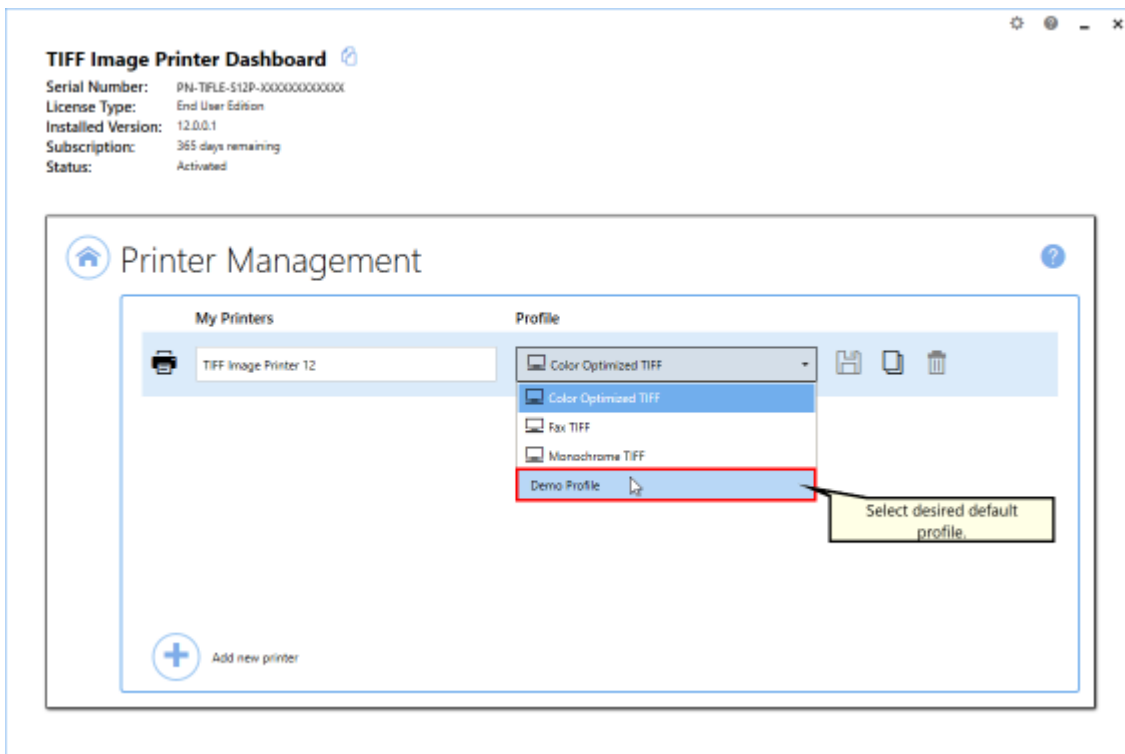 TIFF Image Printer Dashboard
Serial Number: PN-TIFLE-S12P-XXXXXXXXXXXX
License Type: End User Edition
Installed Version: 12.0.0.1
Subscription: 365 days remaining
Status: Activated
Printer Management
?
My Printers Profile
TIFF Image Printer 12 Color Optimized TIFF
Color Optimized TIFF
Fax TIFF
Monochrome TIFF
Demo Profile
Select desired default
profile.
Add new printer